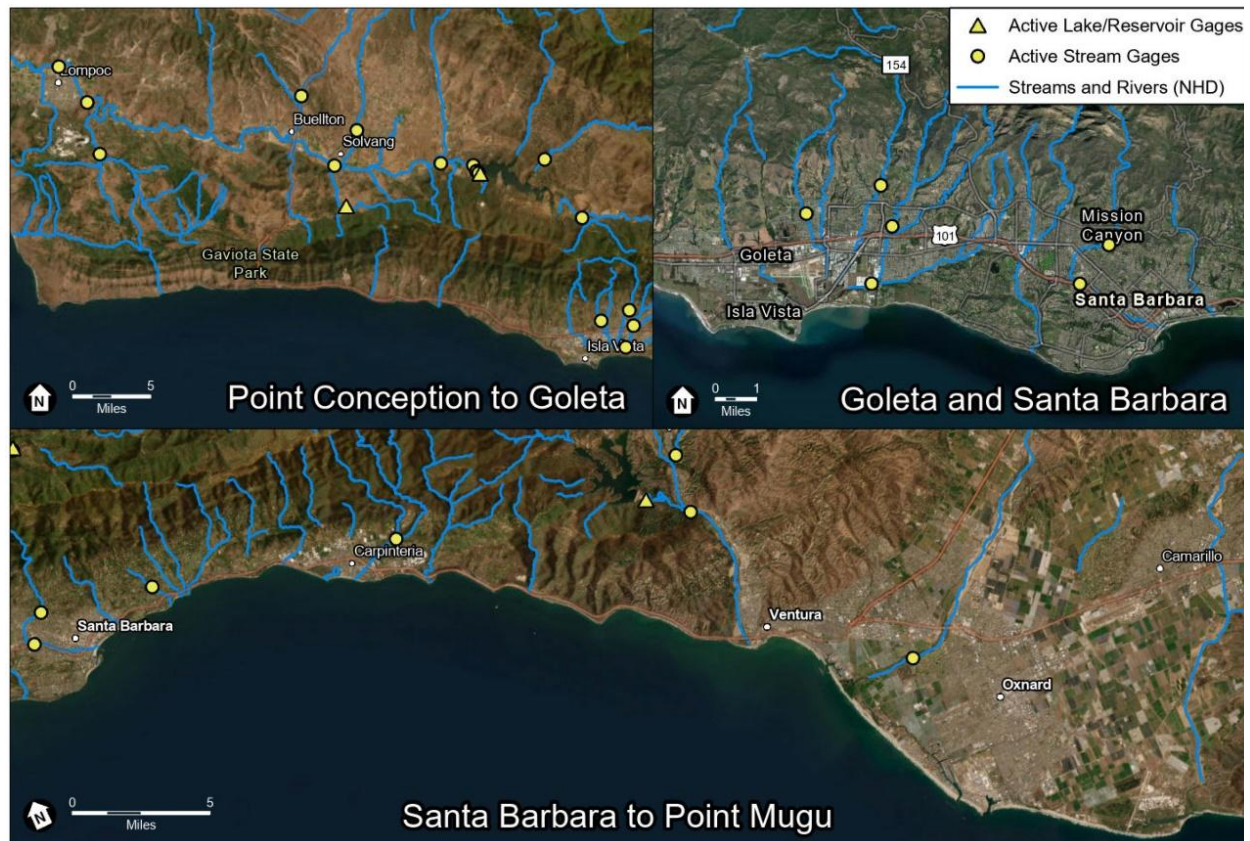 Lompoc
Buellton
Solvang
Gaviota State
Park
Isla Vista
0 5
Miles
N
Point Conception to Goleta
Active Lake/Reservoir Gages
Active Stream Gages
Streams and Rivers (NHD)
154
Mission
Canyon
101
Goleta
Santa Barbara
Isla Vista
0 1
Miles
N
Goleta and Santa Barbara
Carpinteria
Camarillo
Santa Barbara
Ventura
Oxnard
0 5
Miles
N
Santa Barbara to Point Mugu